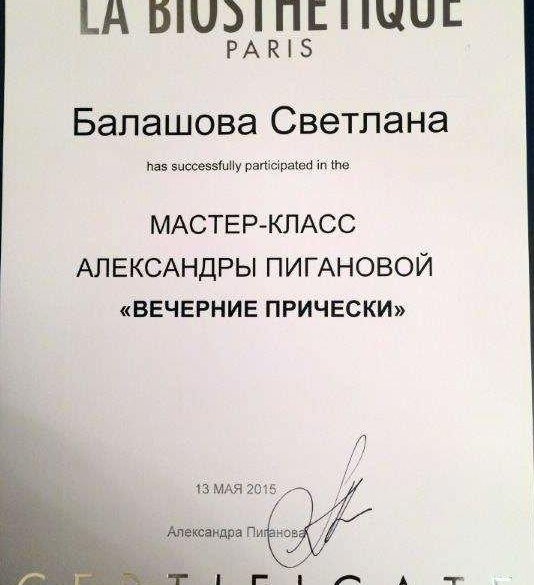 LA BIOSTHETIQUE
PARIS
Балашова Светлана
has successfully participated in the
МАСТЕР-КЛАСС
АЛЕКСАНДРЫ ПИГАНОВОЙ
«ВЕЧЕРНИЕ ПРИЧЕСКИ»
13 МАЯ 2015
Александра Пиганова
CERTIFICATE